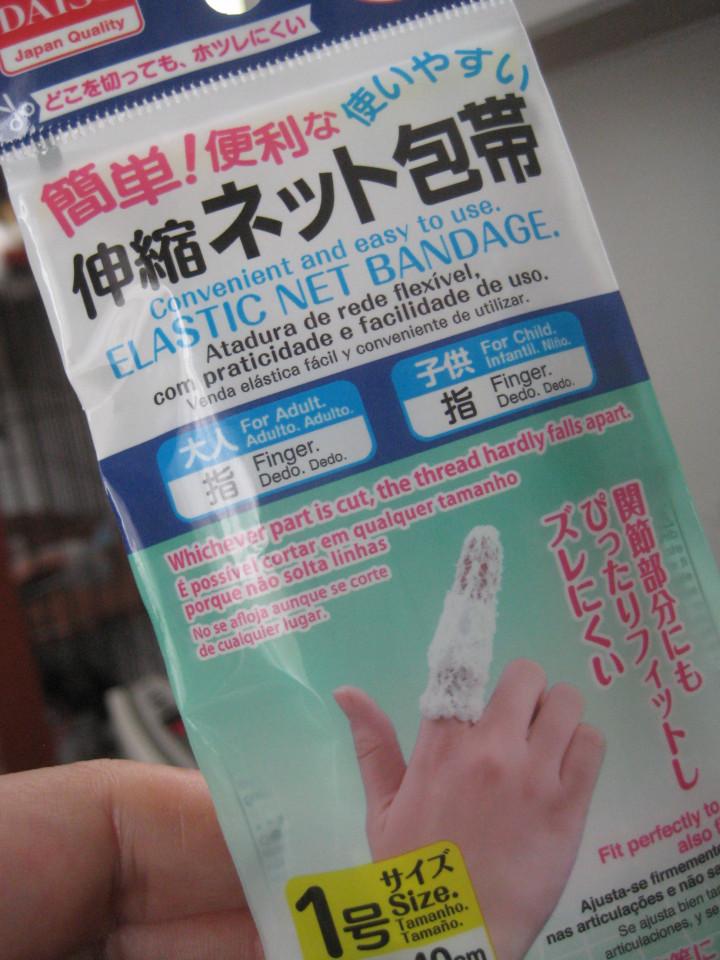 DAISO
Japan Quality
どこを切っても、ホツレにくい
簡単!便利な使いやすい
伸縮ネット包帯
Convenient and easy to use.
ELASTIC NET BANDAGE.
Atadura de rede flexível,
com praticidade e facilidade de uso.
Venda elástica fácil y conveniente de utilizar.
大人 For Adult.
Adulto. Adulto.
指 Finger.
Dedo. Dedo.
子供 For Child.
Infantil. Niño.
指 Finger.
Dedo. Dedo.
Whichever part is cut, the thread hardly falls apart.
É possível cortar em qualquer tamanho
porque não solta linhas
No se afloja aunque se corte
de cualquier lugar.
関節部分にも
ぴったりフィットし
ズレにくい
1号 サイズ
Size.
Tamanho.
Tamaño.
Fit perfectly to
also
Ajusta-se firmemente
nas articulações e não sa
Se ajusta bien
articulaciones, y se